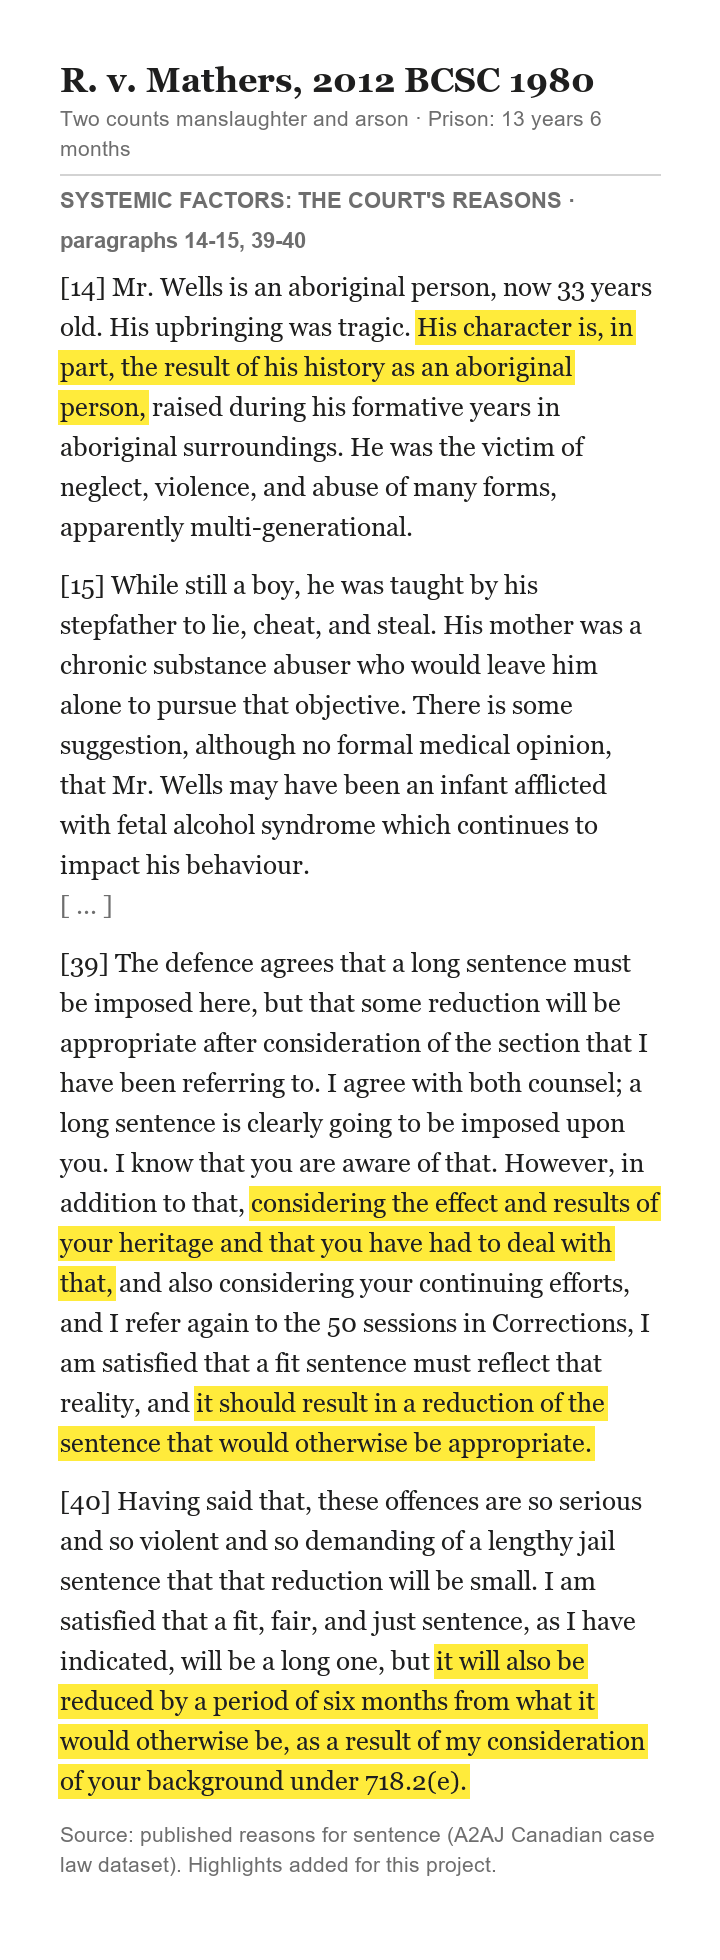 R. v. Mathers, 2012 BCSC 1980
Two counts manslaughter and arson · Prison: 13 years 6
months
SYSTEMIC FACTORS: THE COURT'S REASONS ·
paragraphs 14-15, 39-40
[14] Mr. Wells is an aboriginal person, now 33 years
old. His upbringing was tragic. His character is, in
part, the result of his history as an aboriginal
person, raised during his formative years in
aboriginal surroundings. He was the victim of
neglect, violence, and abuse of many forms,
apparently multi-generational.
[15] While still a boy, he was taught by his
stepfather to lie, cheat, and steal. His mother was a
chronic substance abuser who would leave him
alone to pursue that objective. There is some
suggestion, although no formal medical opinion,
that Mr. Wells may have been an infant afflicted
with fetal alcohol syndrome which continues to
impact his behaviour.
[ ... ]
[39] The defence agrees that a long sentence must
be imposed here, but that some reduction will be
appropriate after consideration of the section that I
have been referring to. I agree with both counsel; a
long sentence is clearly going to be imposed upon
you. I know that you are aware of that. However, in
addition to that, considering the effect and results of
your heritage and that you have had to deal with
that, and also considering your continuing efforts,
and I refer again to the 50 sessions in Corrections, I
am satisfied that a fit sentence must reflect that
reality, and it should result in a reduction of the
sentence that would otherwise be appropriate.
[40] Having said that, these offences are so serious
and so violent and so demanding of a lengthy jail
sentence that that reduction will be small. I am
satisfied that a fit, fair, and just sentence, as I have
indicated, will be a long one, but it will also be
reduced by a period of six months from what it
would otherwise be, as a result of my consideration
of your background under 718.2(e).
Source: published reasons for sentence (A2AJ Canadian case
law dataset). Highlights added for this project.